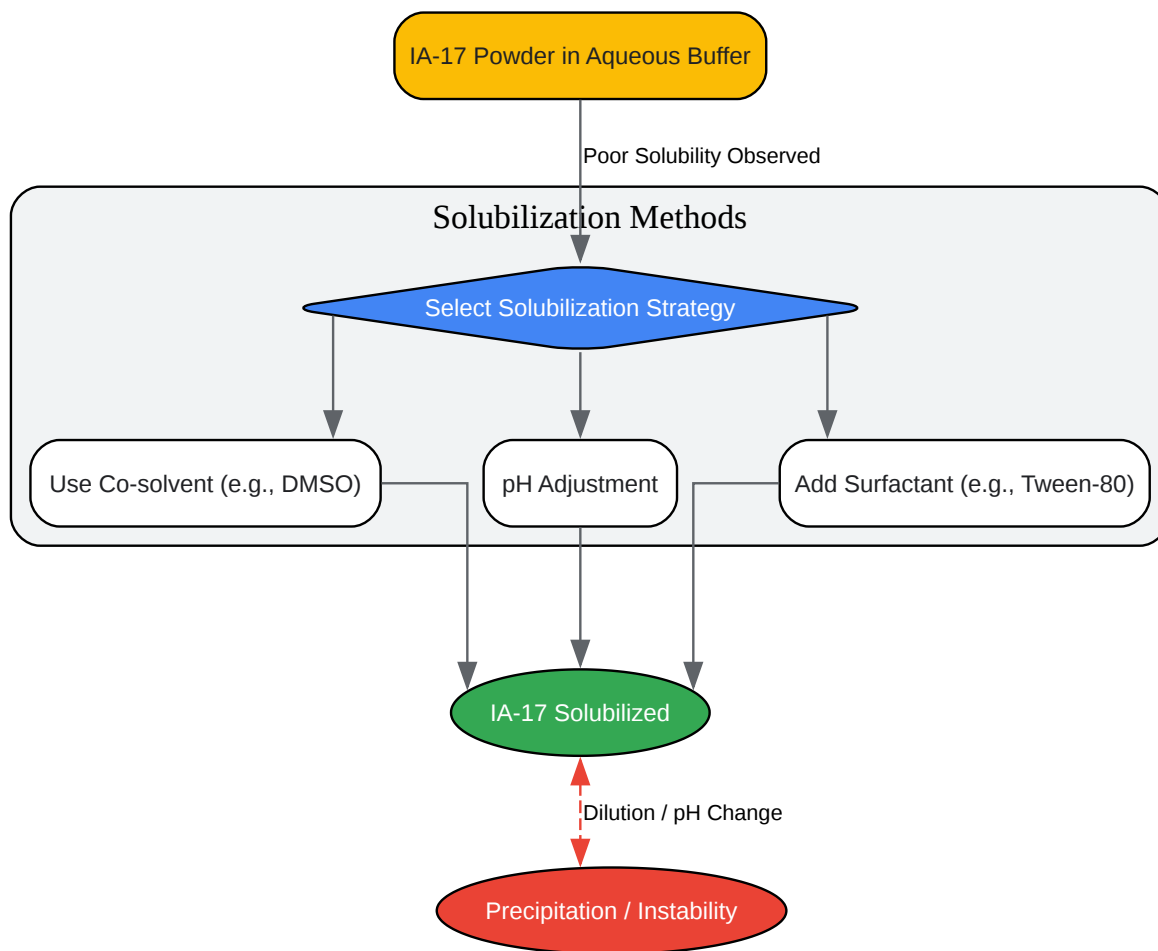 IA-17 Powder in Aqueous Buffer
Poor Solubility Observed
Solubilization Methods
Select Solubilization Strategy
Use Co-solvent (e.g., DMSO)
pH Adjustment
Add Surfactant (e.g., Tween-80)
IA-17 Solubilized
Dilution / pH Change
Precipitation / Instability